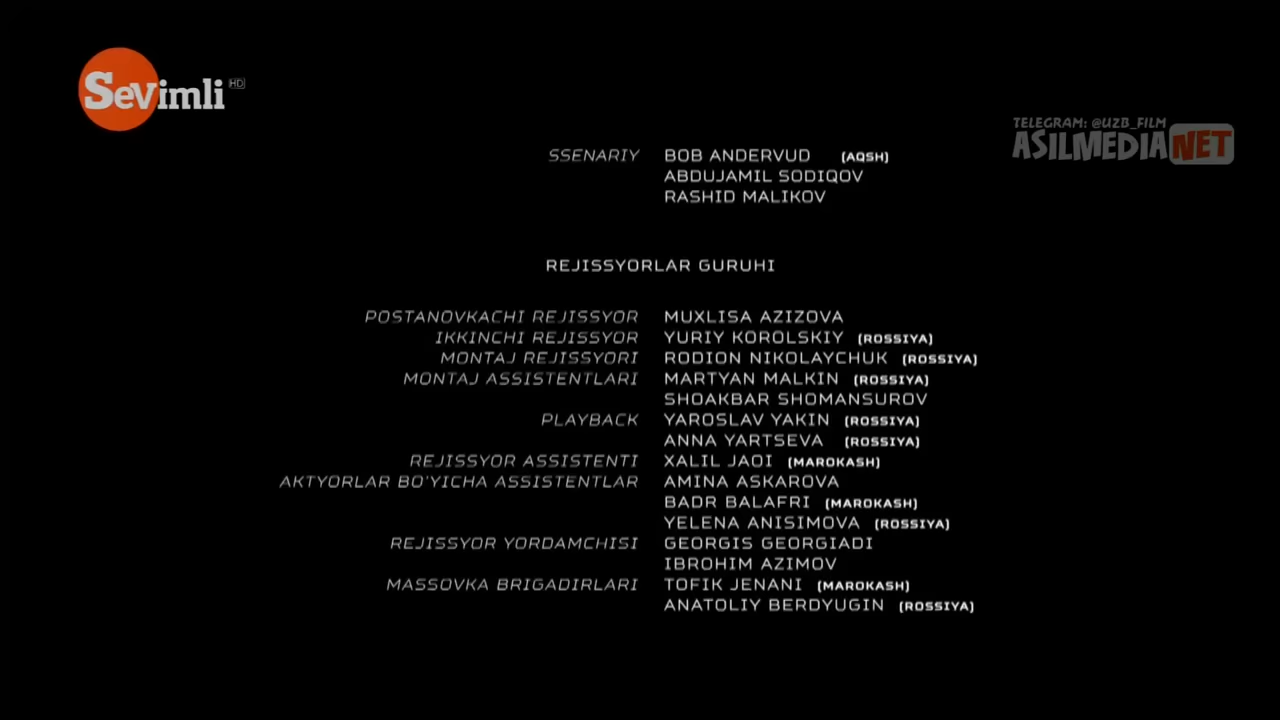 Sevimli HD
TELEGRAM: @UZB_FILM
ASILMEDIA NET
SSENARIY BOB ANDERVUD (AQSH)
ABDUJAMIL SODIQOV
RASHID MALIKOV
REJISSYORLAR GURUHI
POSTANOVKACHI REJISSYOR MUXLISA AZIZOVA
IKKINCHI REJISSYOR YURIY KOROLSKIY (ROSSIYA)
MONTAJ REJISSYORI RODION NIKOLAYCHUK (ROSSIYA)
MONTAJ ASSISTENTLARI MARTYAN MALKIN (ROSSIYA)
SHOAKBAR SHOMANSUROV
PLAYBACK YAROSLAV YAKIN (ROSSIYA)
ANNA YARTSEVA (ROSSIYA)
REJISSYOR ASSISTENTI XALIL JAOI (MAROKASH)
AKTYORLAR BO'YICHA ASSISTENTLAR AMINA ASKAROVA
BADR BALAFRI (MAROKASH)
YELENA ANISIMOVA (ROSSIYA)
REJISSYOR YORDAMCHISI GEORGIS GEORGIADI
IBROHIM AZIMOV
MASSOVKA BRIGADIRLARI TOFIK JENANI (MAROKASH)
ANATOLIY BERDYUGIN (ROSSIYA)